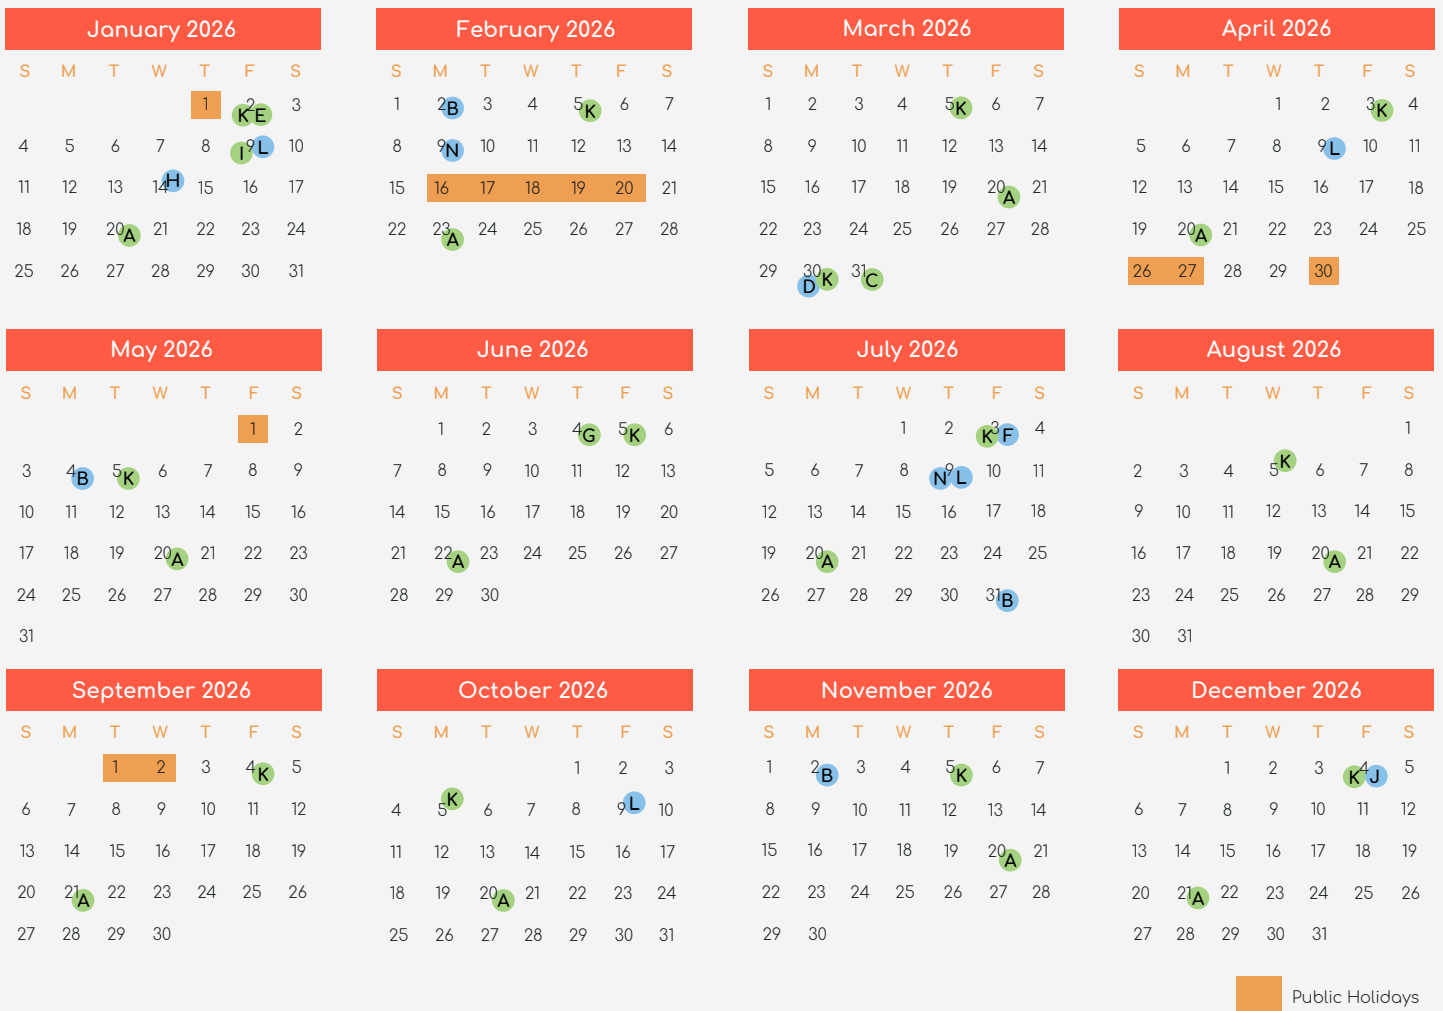 January 2026
S M T W T F S
1 2 K E 3
4 5 6 7 8 9 I L 10
11 12 13 14 H 15 16 17
18 19 20 A 21 22 23 24
25 26 27 28 29 30 31
February 2026
S M T W T F S
1 2 B 3 4 5 K 6 7
8 9 N 10 11 12 13 14
15 16 17 18 19 20 21
22 23 A 24 25 26 27 28
March 2026
S M T W T F S
1 2 3 4 5 K 6 7
8 9 10 11 12 13 14
15 16 17 18 19 20 A 21
22 23 24 25 26 27 28
29 30 D K 31 C
April 2026
S M T W T F S
1 2 3 K 4
5 6 7 8 9 L 10 11
12 13 14 15 16 17 18
19 20 A 21 22 23 24 25
26 27 28 29 30
May 2026
S M T W T F S
1 2
3 4 B 5 K 6 7 8 9
10 11 12 13 14 15 16
17 18 19 20 A 21 22 23
24 25 26 27 28 29 30
31
June 2026
S M T W T F S
1 2 3 4 G 5 K 6
7 8 9 10 11 12 13
14 15 16 17 18 19 20
21 22 A 23 24 25 26 27
28 29 30
July 2026
S M T W T F S
1 2 3 K F 4
5 6 7 8 9 N L 10 11
12 13 14 15 16 17 18
19 20 A 21 22 23 24 25
26 27 28 29 30 31 B
August 2026
S M T W T F S
1
2 3 4 5 K 6 7 8
9 10 11 12 13 14 15
16 17 18 19 20 A 21 22
23 24 25 26 27 28 29
30 31
September 2026
S M T W T F S
1 2 3 4 K 5
6 7 8 9 10 11 12
13 14 15 16 17 18 19
20 21 A 22 23 24 25 26
27 28 29 30
October 2026
S M T W T F S
1 2 3
4 5 K 6 7 8 9 L 10
11 12 13 14 15 16 17
18 19 20 A 21 22 23 24
25 26 27 28 29 30 31
November 2026
S M T W T F S
1 2 B 3 4 5 K 6 7
8 9 10 11 12 13 14
15 16 17 18 19 20 A 21
22 23 24 25 26 27 28
29 30
December 2026
S M T W T F S
1 2 3 4 K J 5
6 7 8 9 10 11 12
13 14 15 16 17 18 19
20 21 A 22 23 24 25 26
27 28 29 30 31
Public Holidays